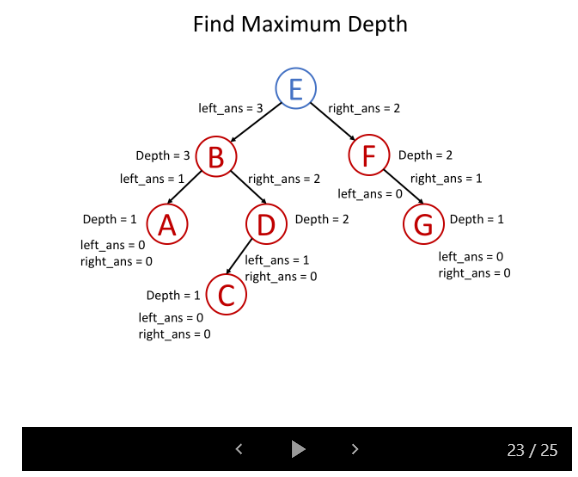 Find Maximum Depth
E
left_ans = 3
right_ans = 2
Depth = 3
B
F
Depth = 2
left_ans = 1
right_ans = 2
right_ans = 1
left_ans = 0
Depth = 1
A
D
Depth = 2
G
Depth = 1
left_ans = 0
right_ans = 0
left_ans = 1
right_ans = 0
left_ans = 0
right_ans = 0
Depth = 1
C
left_ans = 0
right_ans = 0
23 / 25